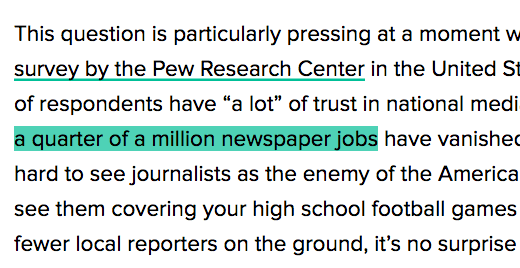 This question is particularly pressing at a moment w
survey by the Pew Research Center in the United St
of respondents have “a lot” of trust in national medi
a quarter of a million newspaper jobs have vanished
hard to see journalists as the enemy of the America
see them covering your high school football games
fewer local reporters on the ground, it’s no surprise